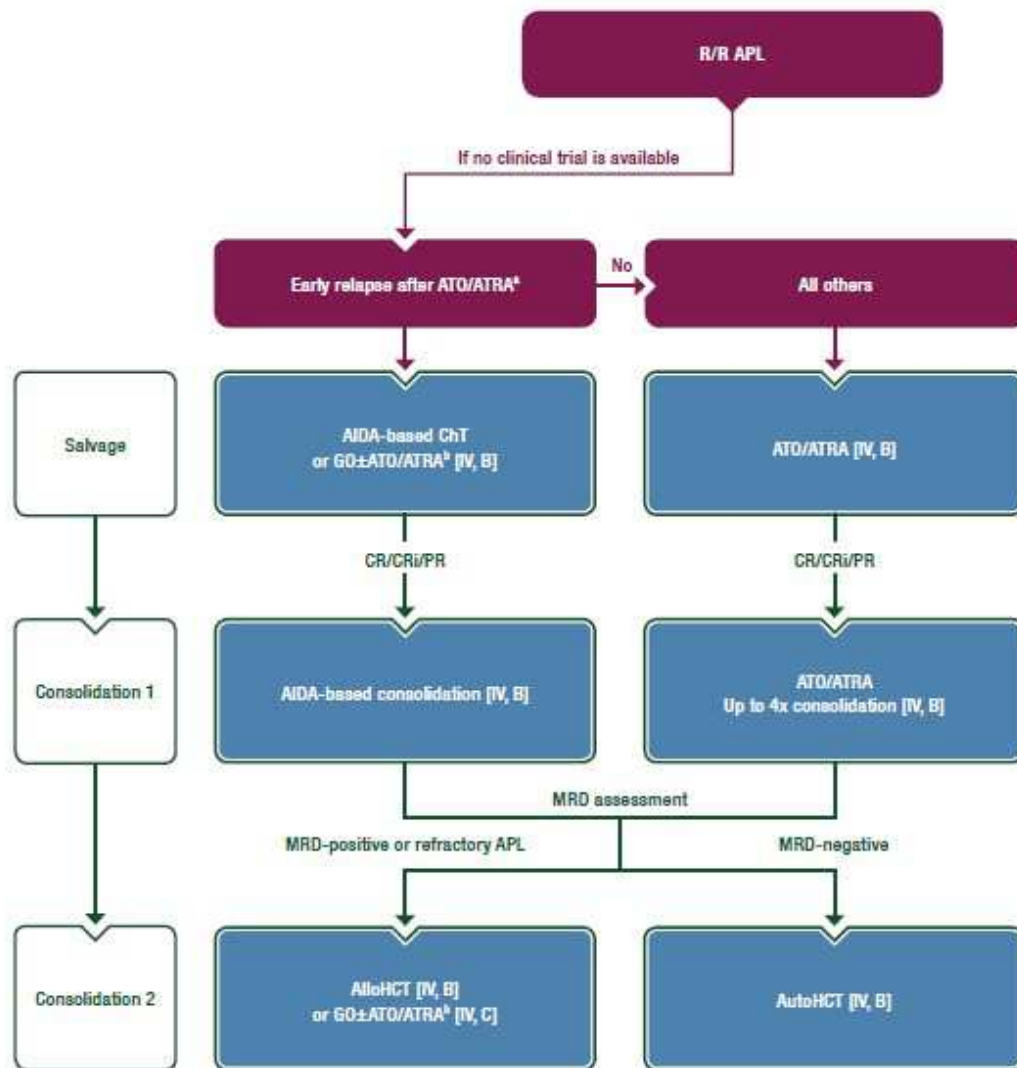 R/R APL
If no clinical trial is available
Early relapse after ATO/ATRAª
No
All others
Salvage
AIDA-based ChT
or GO±ATO/ATRAᵇ [IV, B]
ATO/ATRA [IV, B]
CR/CRi/PR
CR/CRi/PR
Consolidation 1
AIDA-based consolidation [IV, B]
ATO/ATRA
Up to 4x consolidation [IV, B]
MRD assessment
MRD-positive or refractory APL
MRD-negative
Consolidation 2
AlloHCT [IV, B]
or GO±ATO/ATRAᵇ [IV, C]
AutoHCT [IV, B]